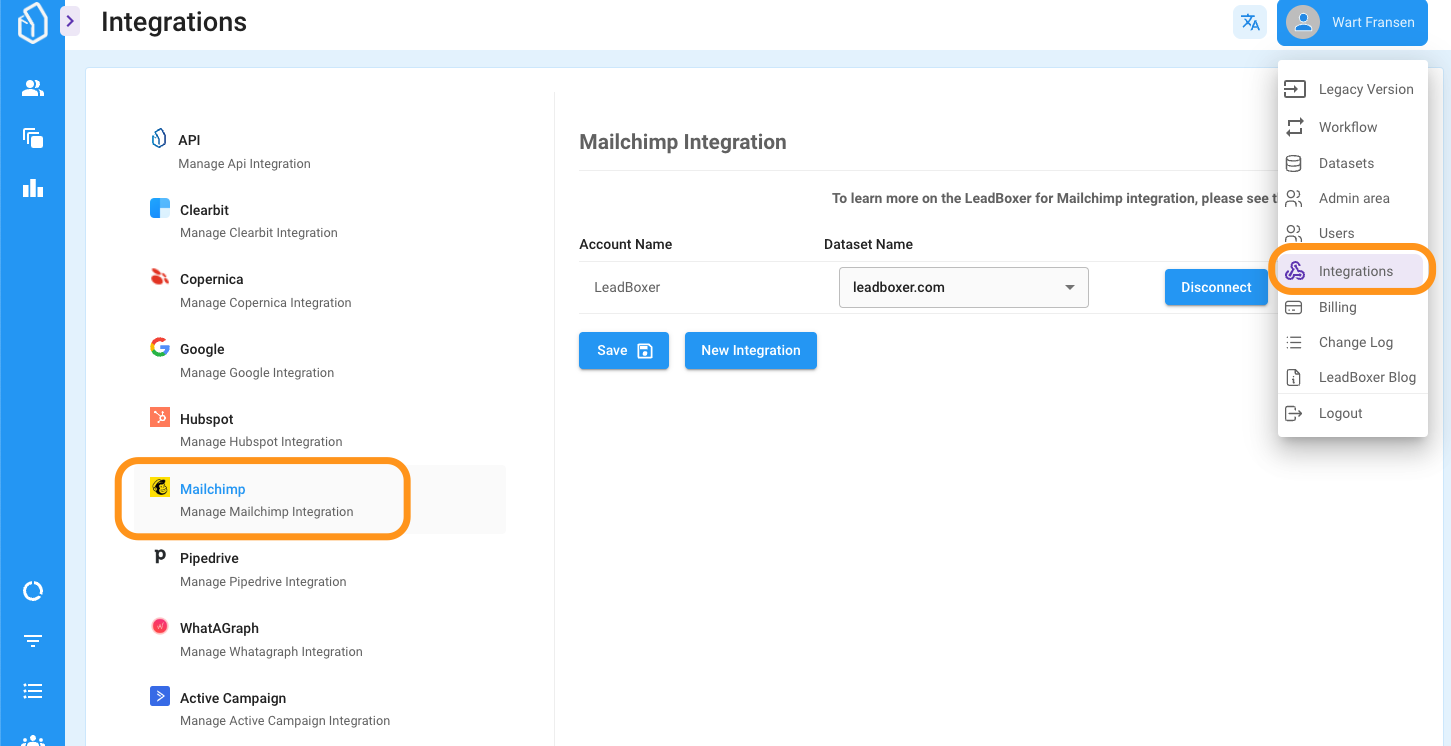 Integrations
Wart Fransen
API
Manage Api Integration
Clearbit
Manage Clearbit Integration
Copernica
Manage Copernica Integration
Google
Manage Google Integration
Hubspot
Manage Hubspot Integration
Mailchimp
Manage Mailchimp Integration
Pipedrive
Manage Pipedrive Integration
WhatAGraph
Manage Whatagraph Integration
Active Campaign
Manage Active Campaign Integration
Mailchimp Integration
To learn more on the LeadBoxer for Mailchimp integration, please see t
Account Name Dataset Name
LeadBoxer leadboxer.com Disconnect
Save New Integration
Legacy Version
Workflow
Datasets
Admin area
Users
Integrations
Billing
Change Log
LeadBoxer Blog
Logout